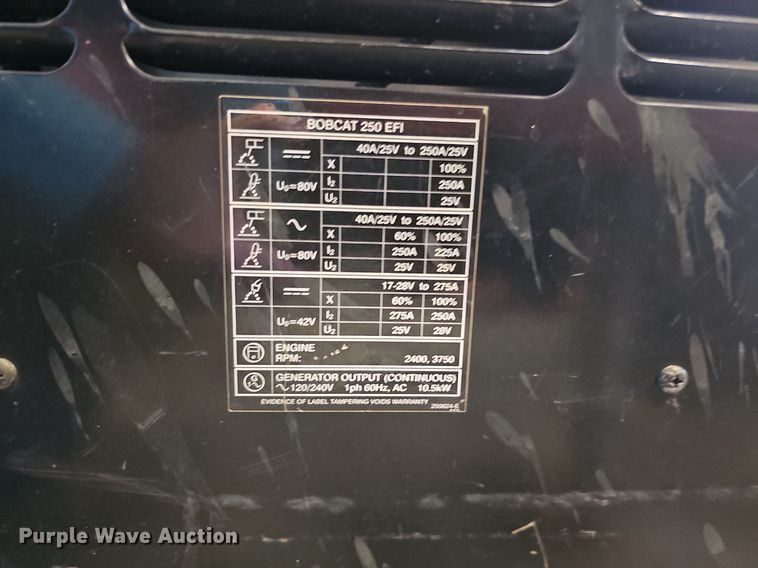 BOBCAT 250 EFI
40A/25V to 250A/25V
X 100%
U₀=80V I₂ 250A
U₂ 25V
40A/25V to 250A/25V
X 60% 100%
U₀=80V I₂ 250A 225A
U₂ 25V 25V
17-28V to 275A
X 60% 100%
U₀=42V I₂ 275A 250A
U₂ 25V 28V
ENGINE
RPM: 2400, 3750
GENERATOR OUTPUT (CONTINUOUS)
120/240V 1ph 60Hz, AC 10.5kW
EVIDENCE OF LABEL TAMPERING VOIDS WARRANTY 250624-E
Purple Wave Auction